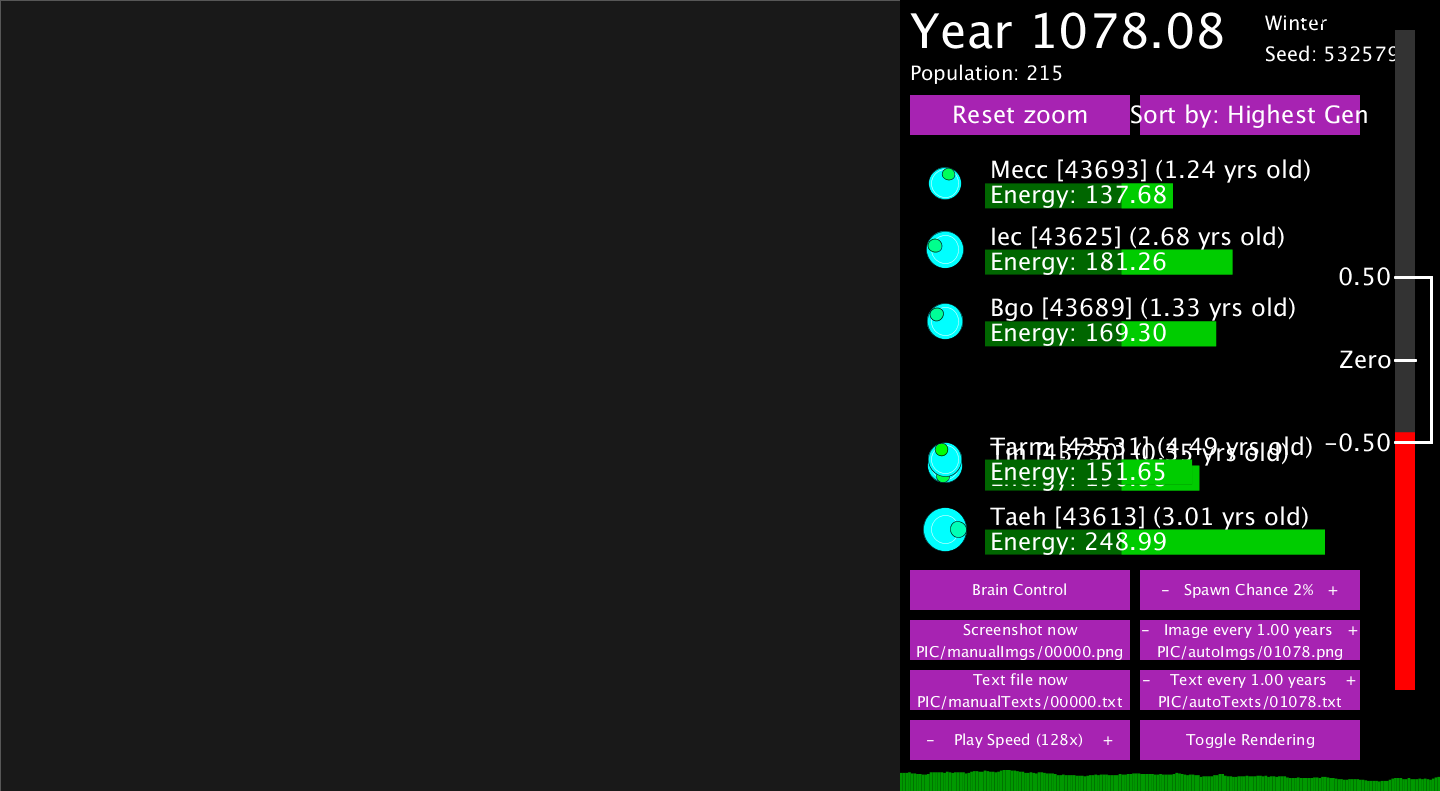 Year 1078.08
Winter
Seed: 532579
Population: 215
Reset zoom
Sort by: Highest Gen
Mecc [43693] (1.24 yrs old)
Energy: 137.68
Iec [43625] (2.68 yrs old)
Energy: 181.26
Bgo [43689] (1.33 yrs old)
Energy: 169.30
0.50
Zero
-0.50
Tarm [43531] (4.49 yrs old)
Energy: 151.65
Taeh [43613] (3.01 yrs old)
Energy: 248.99
Brain Control
- Spawn Chance 2% +
Screenshot now
PIC/manualImgs/00000.png
- Image every 1.00 years +
PIC/autoImgs/01078.png
Text file now
PIC/manualTexts/00000.txt
- Text every 1.00 years +
PIC/autoTexts/01078.txt
- Play Speed (128x) +
Toggle Rendering